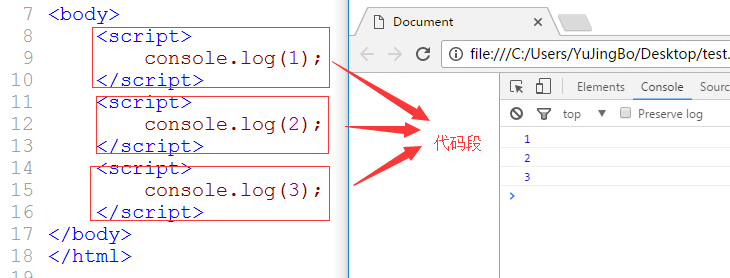 7 <body>
8 <script>
9 console.log(1);
10 </script>
11 <script>
12 console.log(2);
13 </script>
14 <script>
15 console.log(3);
16 </script>
17 </body>
18 </html>
代码段
Document
file:///C:/Users/YuJingBo/Desktop/test.
Elements Console Sourc
top Preserve log
1
2
3
>